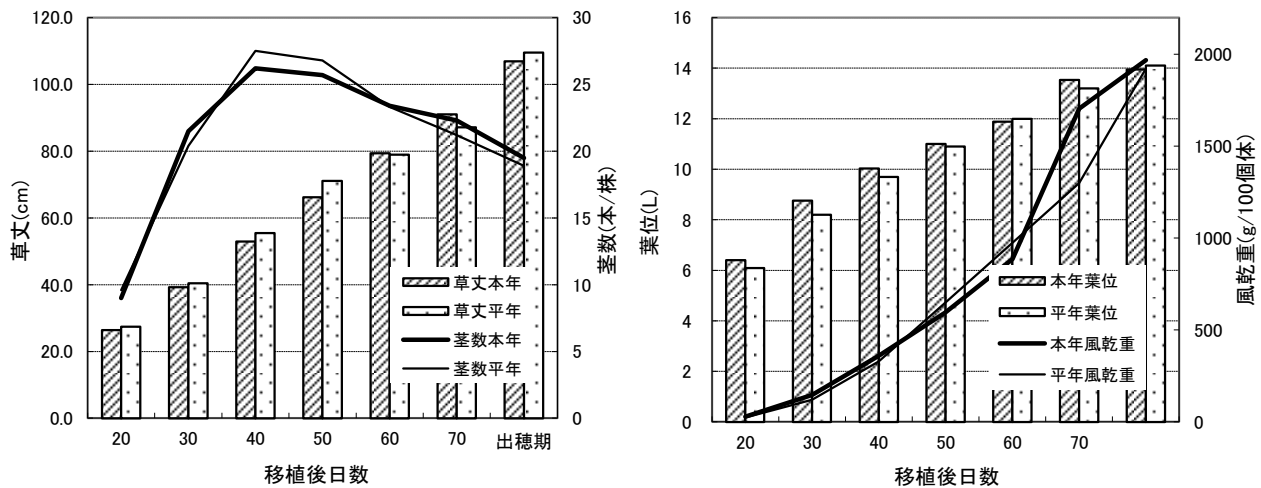 120.0
100.0
80.0
60.0
40.0
20.0
0.0
草丈(cm)
30
25
20
15
10
5
0
茎数(本/株)
草丈本年
草丈平年
茎数本年
茎数平年
20 30 40 50 60 70 出穂期
移植後日数
16
14
12
10
8
6
4
2
0
葉位(L)
2000
1500
1000
500
0
風乾重(g/100個体)
本年葉位
平年葉位
本年風乾重
平年風乾重
20 30 40 50 60 70
移植後日数